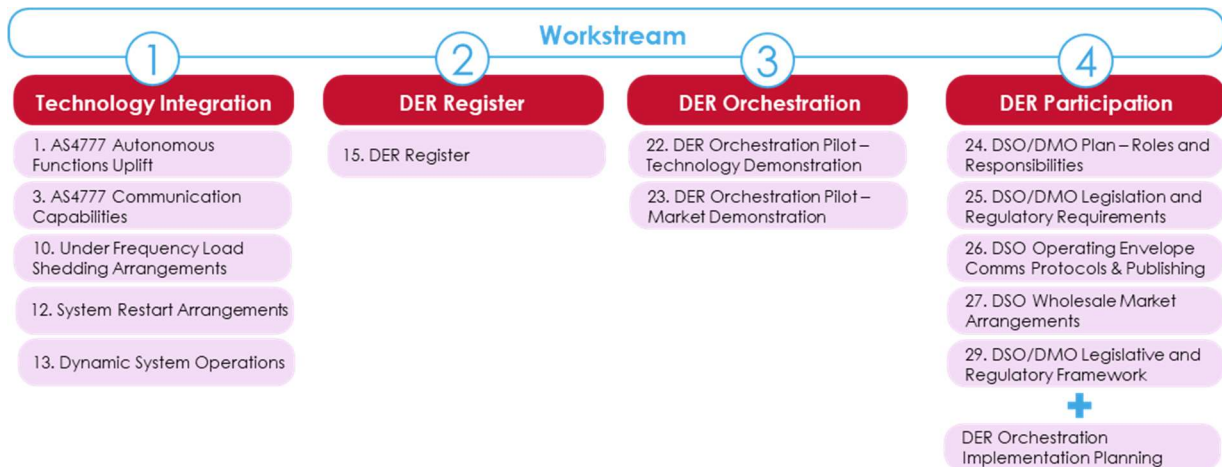 Workstream
1
Technology Integration
1. AS4777 Autonomous
Functions Uplift
3. AS4777 Communication
Capabilities
10. Under Frequency Load
Shedding Arrangements
12. System Restart Arrangements
13. Dynamic System Operations
2
DER Register
15. DER Register
3
DER Orchestration
22. DER Orchestration Pilot –
Technology Demonstration
23. DER Orchestration Pilot –
Market Demonstration
4
DER Participation
24. DSO/DMO Plan – Roles and
Responsibilities
25. DSO/DMO Legislation and
Regulatory Requirements
26. DSO Operating Envelope
Comms Protocols & Publishing
27. DSO Wholesale Market
Arrangements
29. DSO/DMO Legislative and
Regulatory Framework
+
DER Orchestration
Implementation Planning